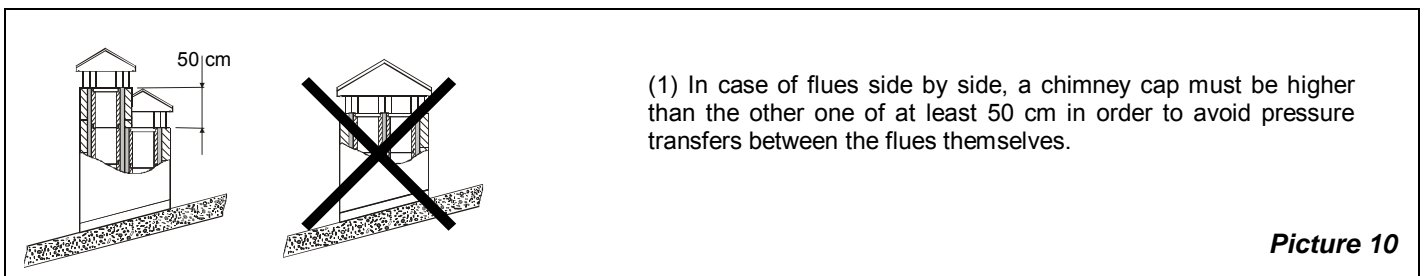 50 cm
(1) In case of flues side by side, a chimney cap must be higher
than the other one of at least 50 cm in order to avoid pressure
transfers between the flues themselves.
Picture 10